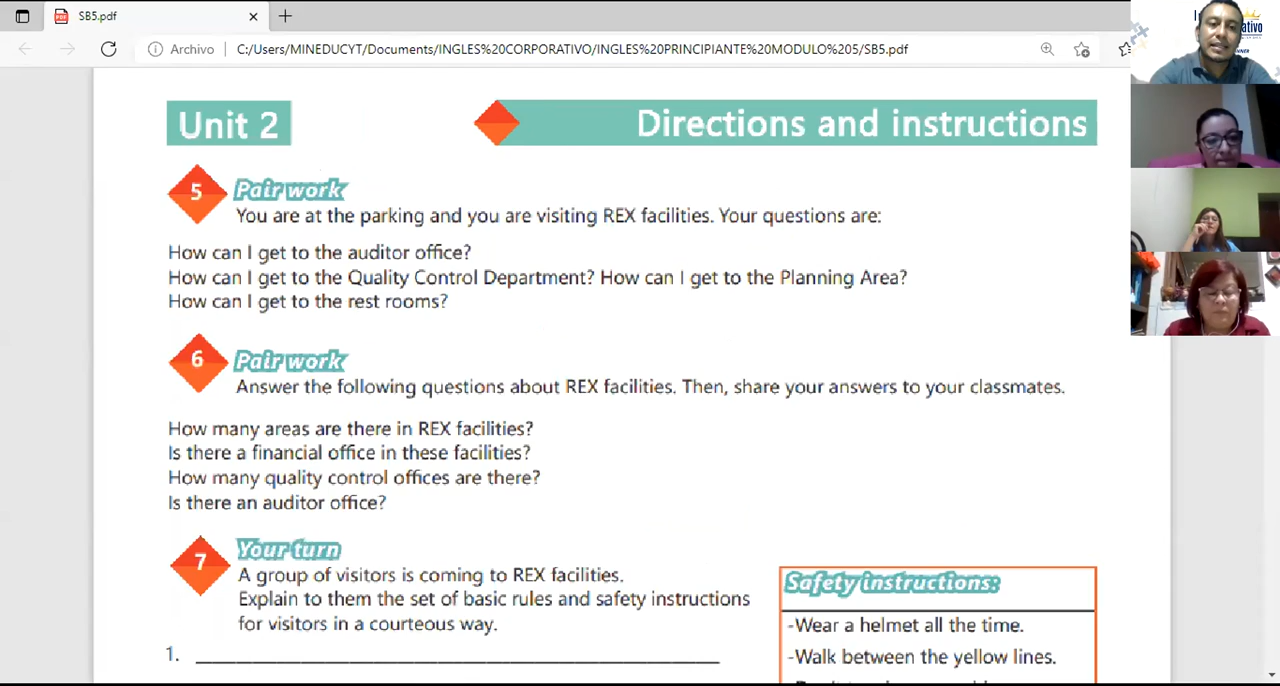 SB5.pdf
Archivo
C:/Users/MINEDUCYT/Documents/INGLES%20CORPORATIVO/INGLES%20PRINCIPIANTE%20MODULO%205/SB5.pdf
Unit 2
Directions and instructions
5
Pair work
You are at the parking and you are visiting REX facilities. Your questions are:
How can I get to the auditor office?
How can I get to the Quality Control Department? How can I get to the Planning Area?
How can I get to the rest rooms?
6
Pair work
Answer the following questions about REX facilities. Then, share your answers to your classmates.
How many areas are there in REX facilities?
Is there a financial office in these facilities?
How many quality control offices are there?
Is there an auditor office?
7
Your turn
A group of visitors is coming to REX facilities.
Explain to them the set of basic rules and safety instructions
for visitors in a courteous way.
1.
Safety instructions:
-Wear a helmet all the time.
-Walk between the yellow lines.